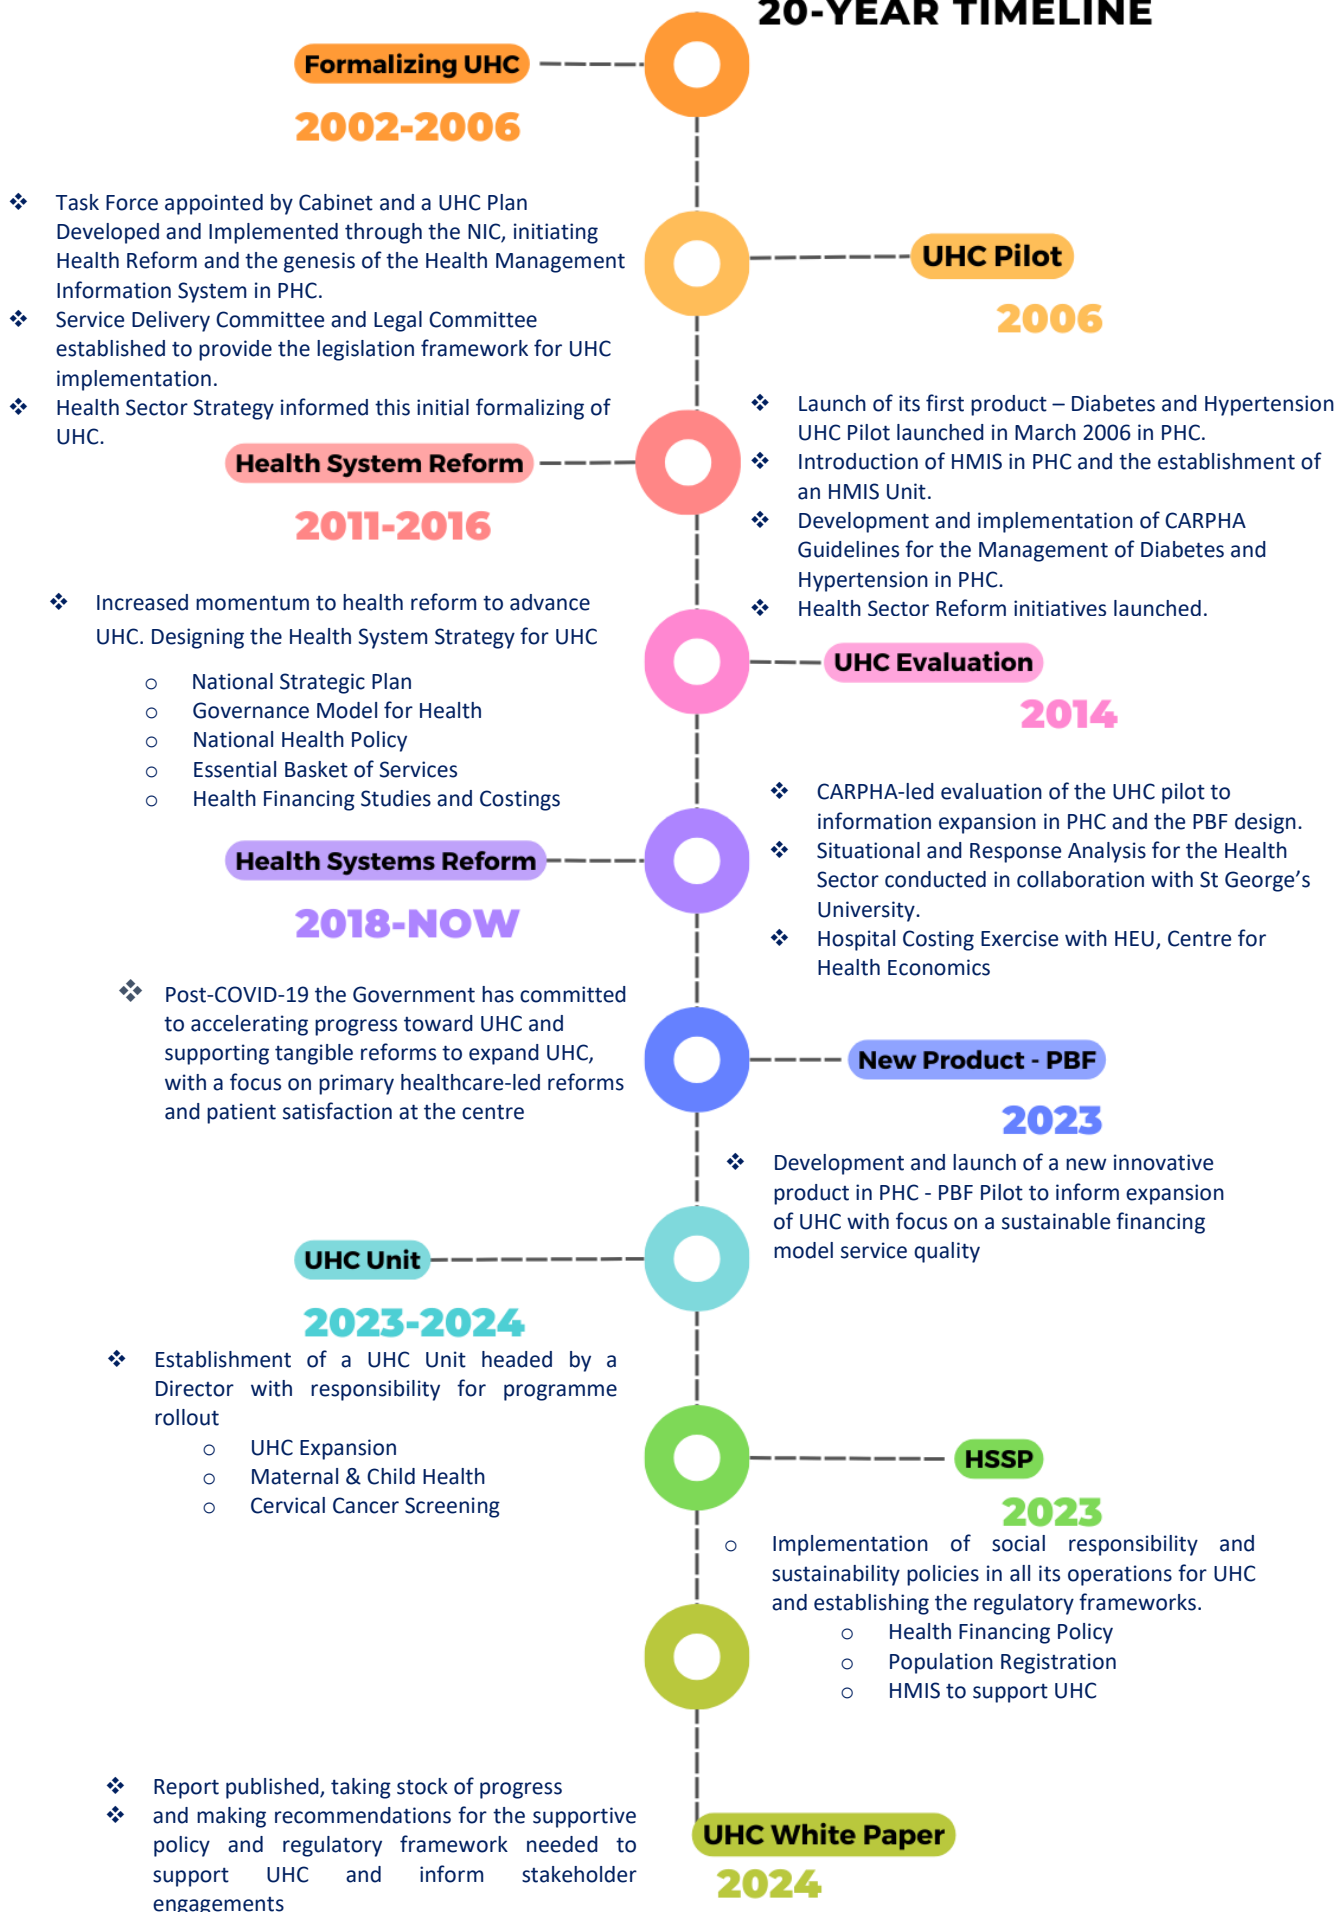 20-YEAR TIMELINE
Formalizing UHC
2002-2006
❖ Task Force appointed by Cabinet and a UHC Plan
Developed and Implemented through the NIC, initiating
Health Reform and the genesis of the Health Management
Information System in PHC.
❖ Service Delivery Committee and Legal Committee
established to provide the legislation framework for UHC
implementation.
❖ Health Sector Strategy informed this initial formalizing of
UHC.
UHC Pilot
2006
❖ Launch of its first product – Diabetes and Hypertension
UHC Pilot launched in March 2006 in PHC.
❖ Introduction of HMIS in PHC and the establishment of
an HMIS Unit.
❖ Development and implementation of CARPHA
Guidelines for the Management of Diabetes and
Hypertension in PHC.
❖ Health Sector Reform initiatives launched.
Health System Reform
2011-2016
❖ Increased momentum to health reform to advance
UHC. Designing the Health System Strategy for UHC
o National Strategic Plan
o Governance Model for Health
o National Health Policy
o Essential Basket of Services
o Health Financing Studies and Costings
UHC Evaluation
2014
❖ CARPHA-led evaluation of the UHC pilot to
information expansion in PHC and the PBF design.
❖ Situational and Response Analysis for the Health
Sector conducted in collaboration with St George’s
University.
❖ Hospital Costing Exercise with HEU, Centre for
Health Economics
Health Systems Reform
2018-NOW
❖ Post-COVID-19 the Government has committed
to accelerating progress toward UHC and
supporting tangible reforms to expand UHC,
with a focus on primary healthcare-led reforms
and patient satisfaction at the centre
New Product - PBF
2023
❖ Development and launch of a new innovative
product in PHC - PBF Pilot to inform expansion
of UHC with focus on a sustainable financing
model service quality
UHC Unit
2023-2024
❖ Establishment of a UHC Unit headed by a
Director with responsibility for programme
rollout
o UHC Expansion
o Maternal & Child Health
o Cervical Cancer Screening
HSSP
2023
o Implementation of social responsibility and
sustainability policies in all its operations for UHC
and establishing the regulatory frameworks.
o Health Financing Policy
o Population Registration
o HMIS to support UHC
UHC White Paper
2024
❖ Report published, taking stock of progress
❖ and making recommendations for the supportive
policy and regulatory framework needed to
support UHC and inform stakeholder
engagements